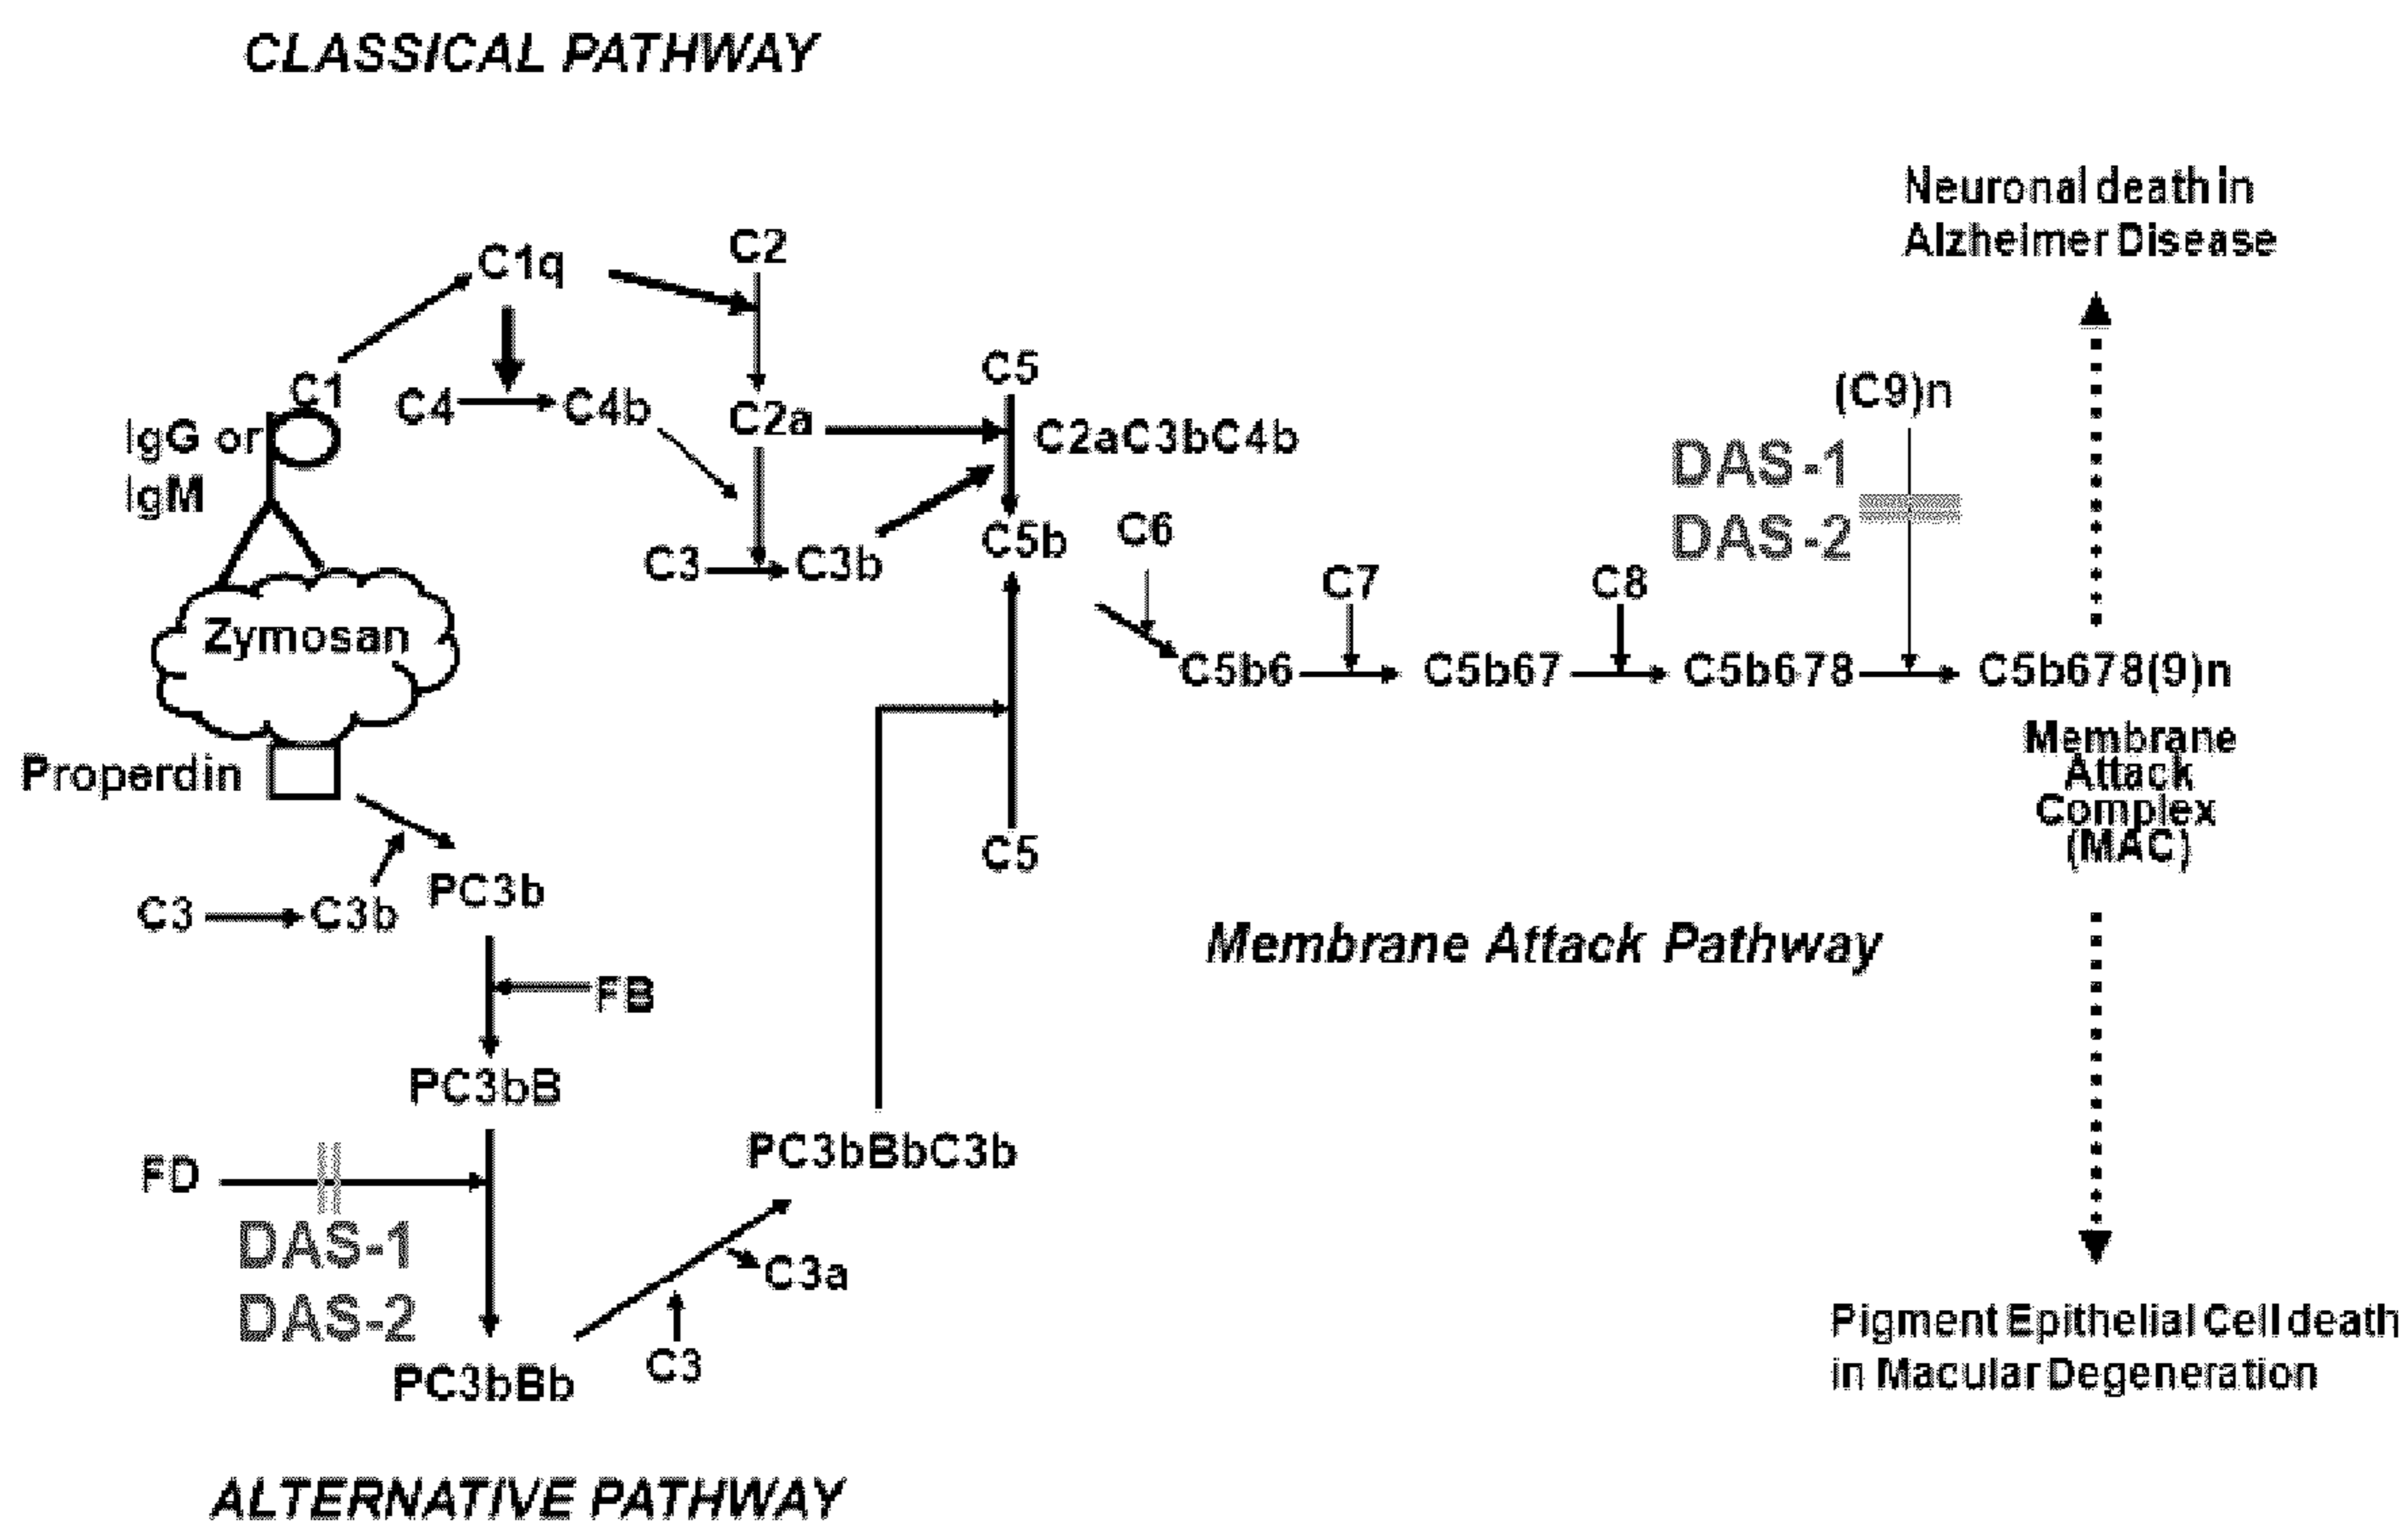 CLASSICAL PATHWAY
Neuronal death in
Alzheimer Disease
C1q
C2
C1
C4
C4b
C2a
C5
(C9)n
IgG or
IgM
C2aC3bC4b
DAS-1
DAS-2
C3
C3b
C5b
C6
C7
C8
Zymosan
C5b6
C5b67
C5b678
C5b678(9)n
Membrane
Attack
Complex
(MAC)
Properdin
C5
C3
C3b
PC3b
Membrane Attack Pathway
FB
PC3bB
PC3bBbC3b
FD
DAS-1
DAS-2
C3a
C3
PC3bBb
Pigment Epithelial Cell death
in Macular Degeneration
ALTERNATIVE PATHWAY